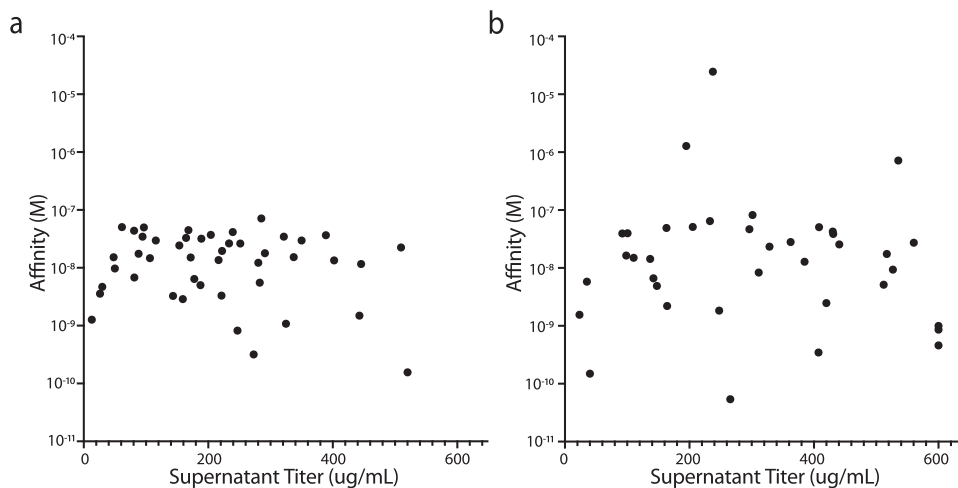 a
10⁻⁴
10⁻⁵
10⁻⁶
10⁻⁷
10⁻⁸
10⁻⁹
10⁻¹⁰
10⁻¹¹
Affinity (M)
0 200 400 600
Supernatant Titer (ug/mL)
b
10⁻⁴
10⁻⁵
10⁻⁶
10⁻⁷
10⁻⁸
10⁻⁹
10⁻¹⁰
10⁻¹¹
Affinity (M)
0 200 400 600
Supernatant Titer (ug/mL)